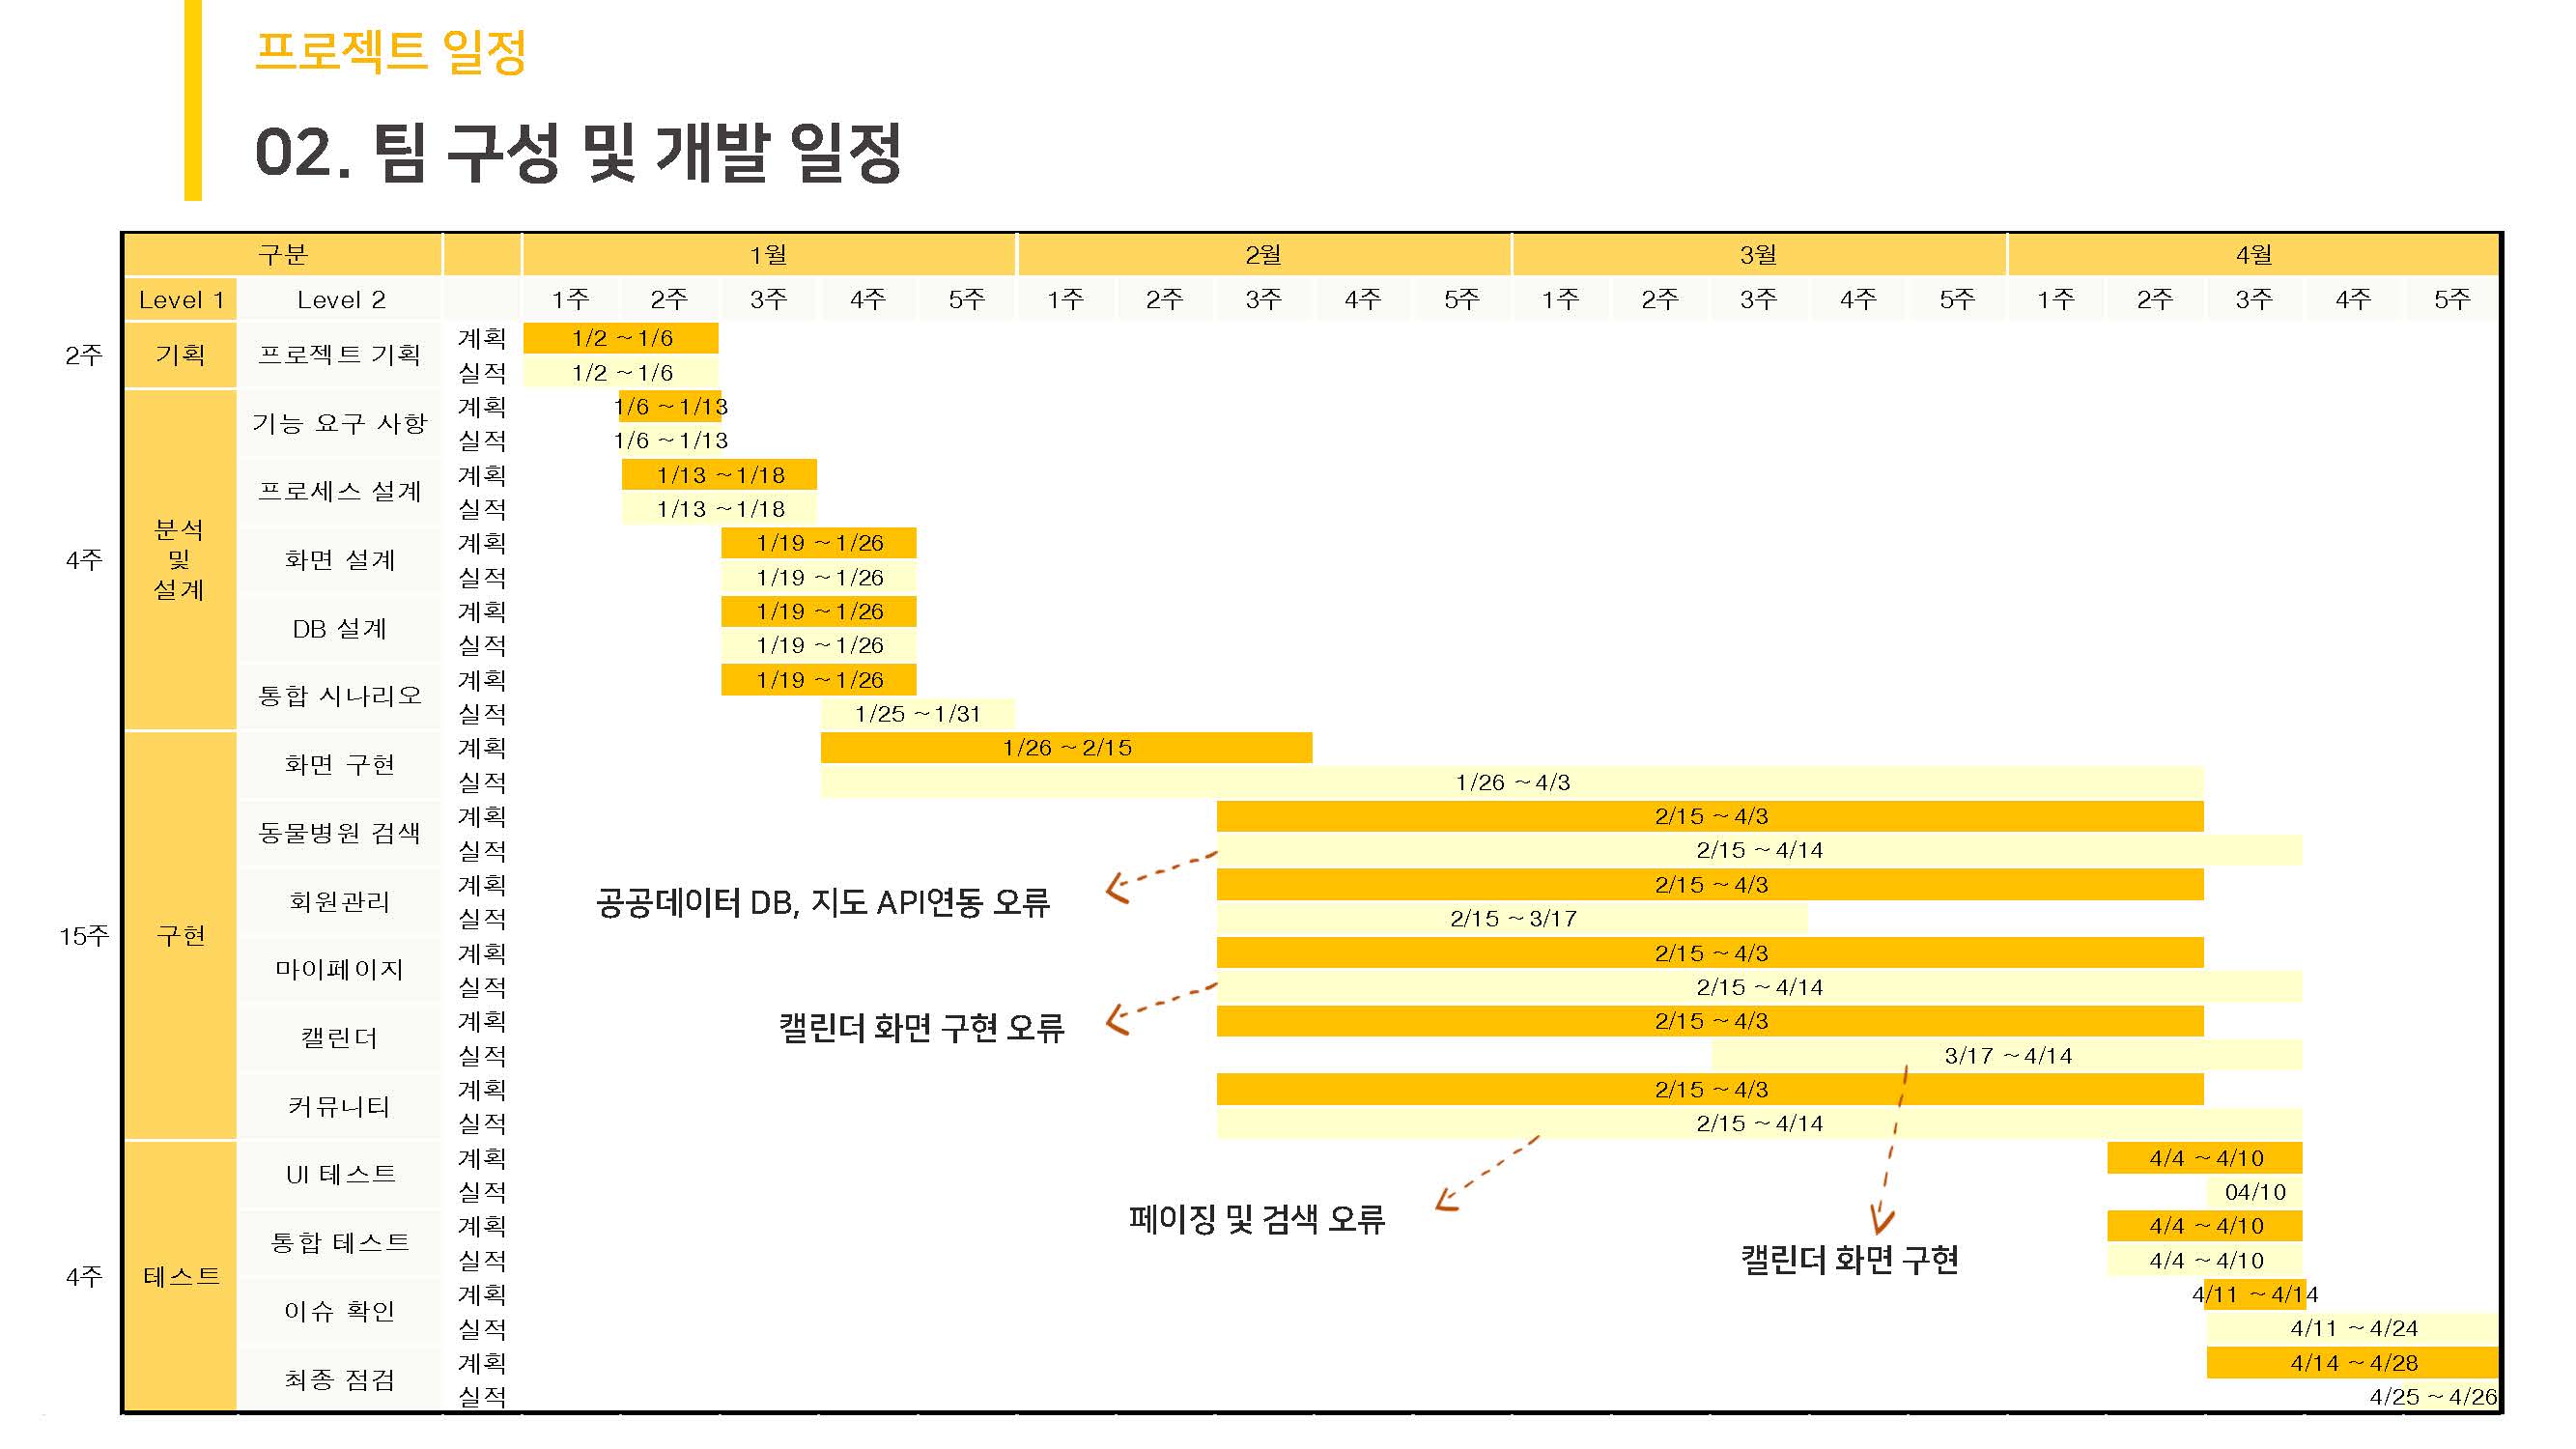 프로젝트 일정
02. 팀 구성 및 개발 일정
구분 1월 2월 3월 4월
Level 1 Level 2 1주 2주 3주 4주 5주 1주 2주 3주 4주 5주 1주 2주 3주 4주 5주 1주 2주 3주 4주 5주
2주 기획 프로젝트 기획
계획 1/2 ~ 1/6
실적 1/2 ~ 1/6
4주 분석
및
설계
기능 요구 사항
계획 1/6 ~ 1/13
실적 1/6 ~ 1/13
프로세스 설계
계획 1/13 ~ 1/18
실적 1/13 ~ 1/18
화면 설계
계획 1/19 ~ 1/26
실적 1/19 ~ 1/26
DB 설계
계획 1/19 ~ 1/26
실적 1/19 ~ 1/26
통합 시나리오
계획 1/19 ~ 1/26
실적 1/25 ~ 1/31
15주 구현
화면 구현
계획 1/26 ~ 2/15
실적 1/26 ~ 4/3
동물병원 검색
계획 2/15 ~ 4/3
실적 2/15 ~ 4/14
공공데이터 DB, 지도 API연동 오류
회원관리
계획 2/15 ~ 4/3
실적 2/15 ~ 3/17
마이페이지
계획 2/15 ~ 4/3
실적 2/15 ~ 4/14
캘린더 화면 구현 오류
캘린더
계획 2/15 ~ 4/3
실적 3/17 ~ 4/14
커뮤니티
계획 2/15 ~ 4/3
실적 2/15 ~ 4/14
페이징 및 검색 오류
캘린더 화면 구현
4주 테스트
UI 테스트
계획 4/4 ~ 4/10
실적 04/10
통합 테스트
계획 4/4 ~ 4/10
실적 4/4 ~ 4/10
이슈 확인
계획 4/11 ~ 4/14
실적 4/11 ~ 4/24
최종 점검
계획 4/14 ~ 4/28
실적 4/25 ~ 4/26